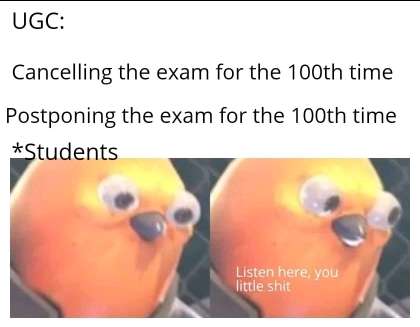 UGC:
Cancelling the exam for the 100th time
Postponing the exam for the 100th time
*Students
Listen here, you
little shit